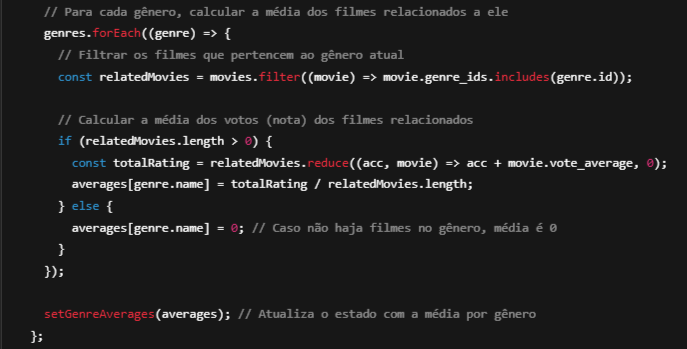 // Para cada gênero, calcular a média dos filmes relacionados a ele
genres.forEach((genre) => {
// Filtrar os filmes que pertencem ao gênero atual
const relatedMovies = movies.filter((movie) => movie.genre_ids.includes(genre.id));
// Calcular a média dos votos (nota) dos filmes relacionados
if (relatedMovies.length > 0) {
const totalRating = relatedMovies.reduce((acc, movie) => acc + movie.vote_average, 0);
averages[genre.name] = totalRating / relatedMovies.length;
} else {
averages[genre.name] = 0; // Caso não haja filmes no gênero, média é 0
}
});
setGenreAverages(averages); // Atualiza o estado com a média por gênero
};